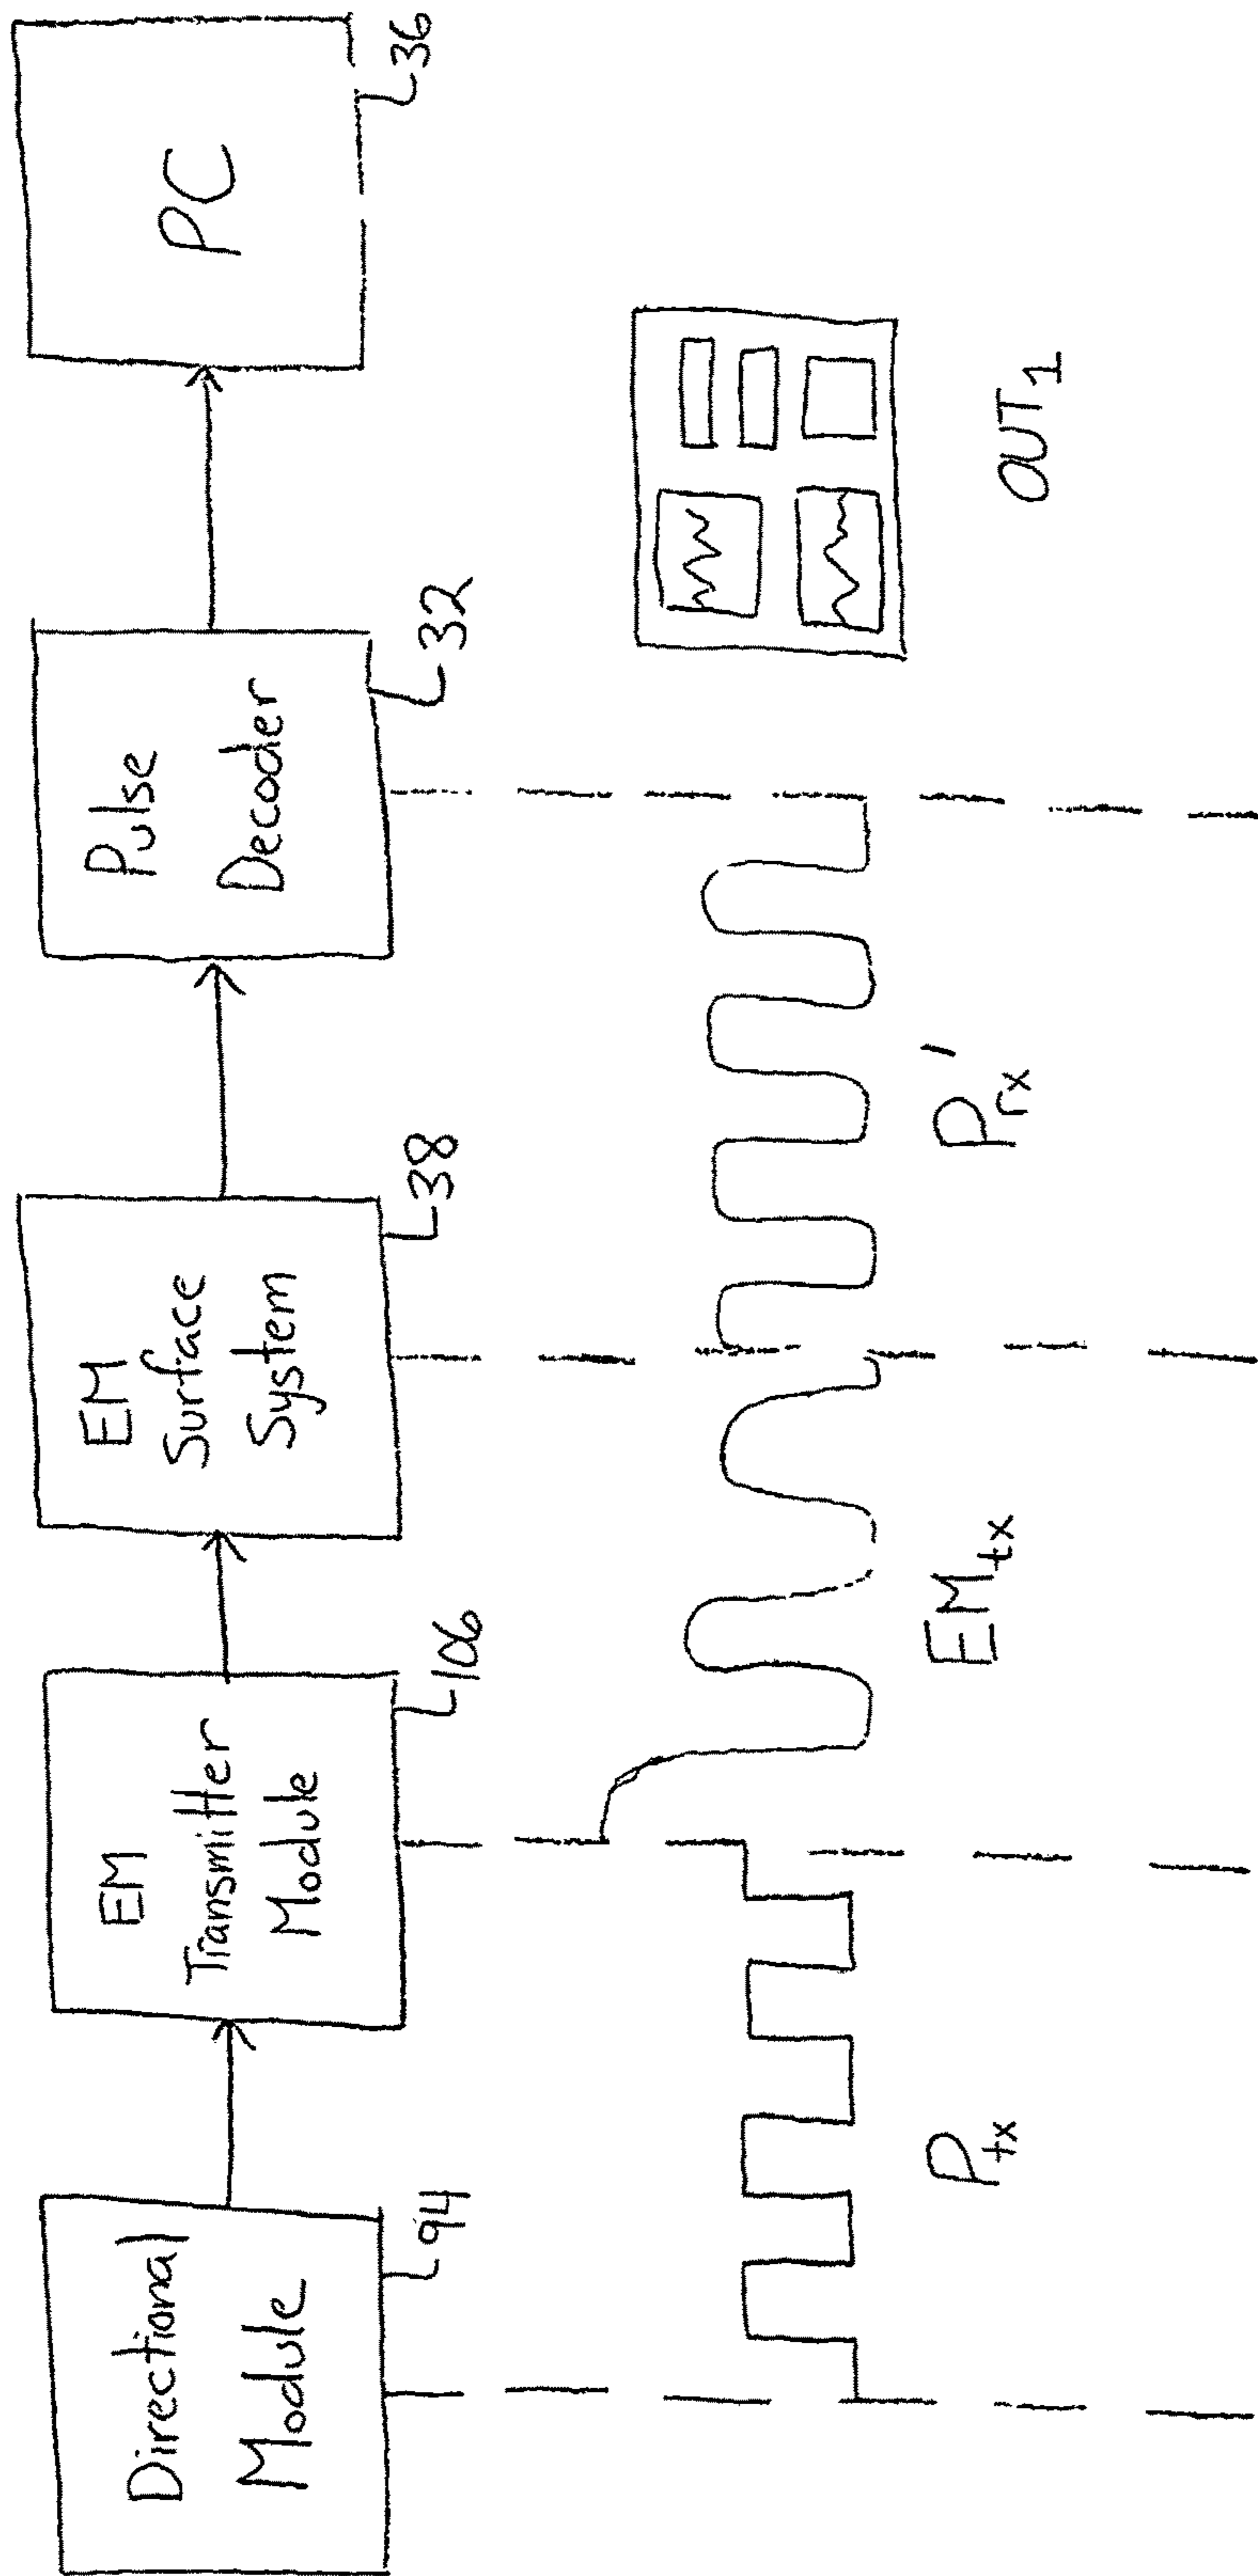 Directional
Module
94
EM
Transmitter
Module
106
EM
Surface
System
38
Pulse
Decoder
32
PC
36
Ptx
EMtx
Prx'
OUT1